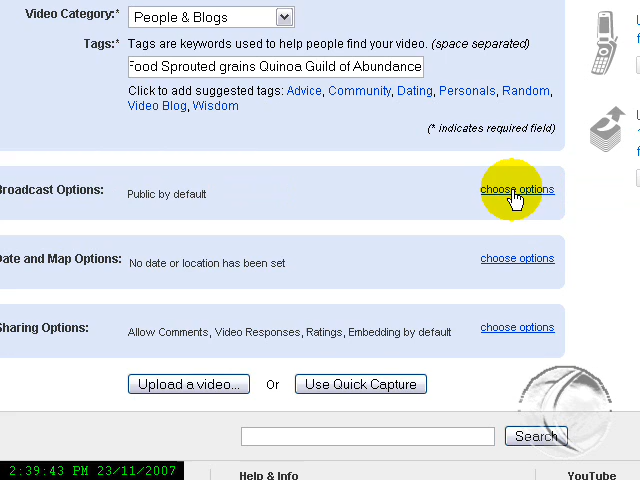 Video Category:* People & Blogs
Tags:* Tags are keywords used to help people find your video. (space separated)
Food Sprouted grains Quinoa Guild of Abundance
Click to add suggested tags: Advice, Community, Dating, Personals, Random,
Video Blog, Wisdom
(* indicates required field)
Broadcast Options: Public by default choose options
Date and Map Options: No date or location has been set choose options
Sharing Options: Allow Comments, Video Responses, Ratings, Embedding by default choose options
Upload a video... Or Use Quick Capture
Search
2:39:43 PM 23/11/2007
Help & Info YouTube